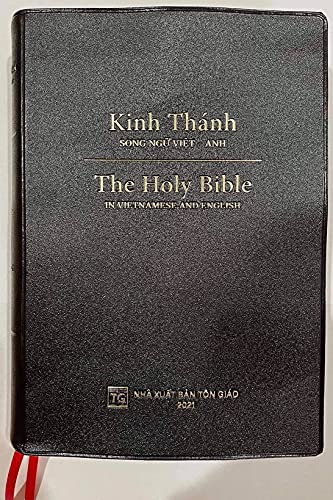 Kinh Thánh
SONG NGỮ VIỆT - ANH
The Holy Bible
IN VIETNAMESE AND ENGLISH
TG NHÀ XUẤT BẢN TÔN GIÁO
2021